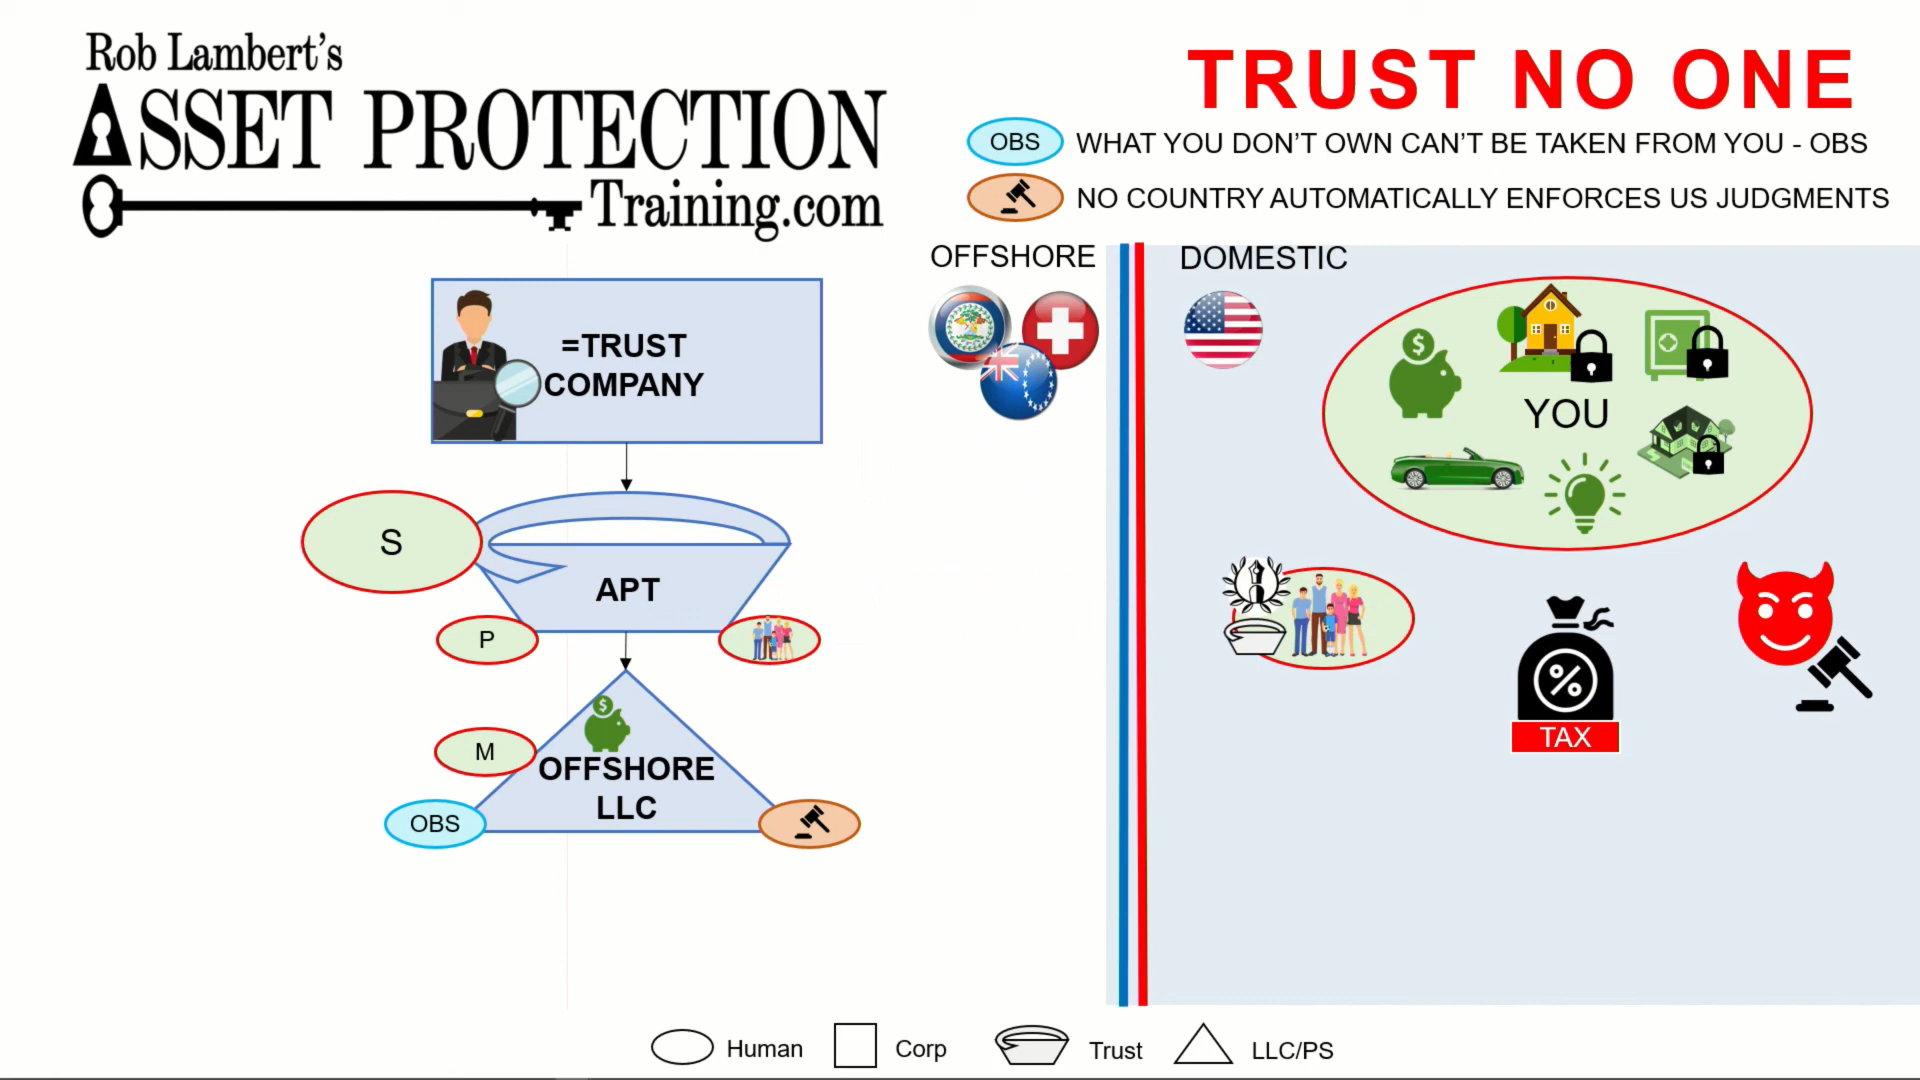 Rob Lambert's
ASSET PROTECTION
Training.com
TRUST NO ONE
OBS WHAT YOU DON'T OWN CAN'T BE TAKEN FROM YOU - OBS
NO COUNTRY AUTOMATICALLY ENFORCES US JUDGMENTS
OFFSHORE
DOMESTIC
=TRUST
COMPANY
$
YOU
S
APT
P
M
$
OFFSHORE
LLC
OBS
%
TAX
Human
Corp
Trust
LLC/PS